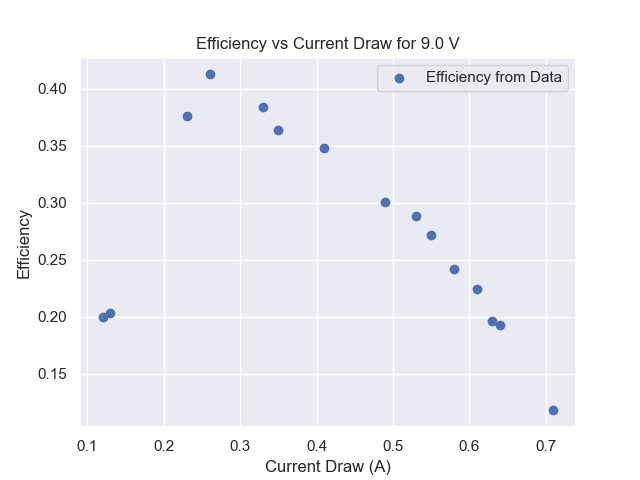 Efficiency vs Current Draw for 9.0 V
Efficiency from Data
0.40
0.35
0.30
0.25
0.20
0.15
Efficiency
0.1 0.2 0.3 0.4 0.5 0.6 0.7
Current Draw (A)